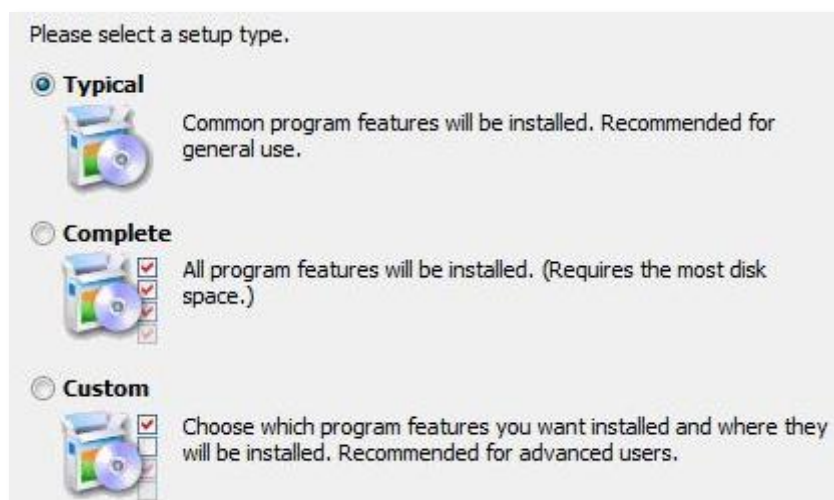 Please select a setup type.
Typical
Common program features will be installed. Recommended for
general use.
Complete
All program features will be installed. (Requires the most disk
space.)
Custom
Choose which program features you want installed and where they
will be installed. Recommended for advanced users.